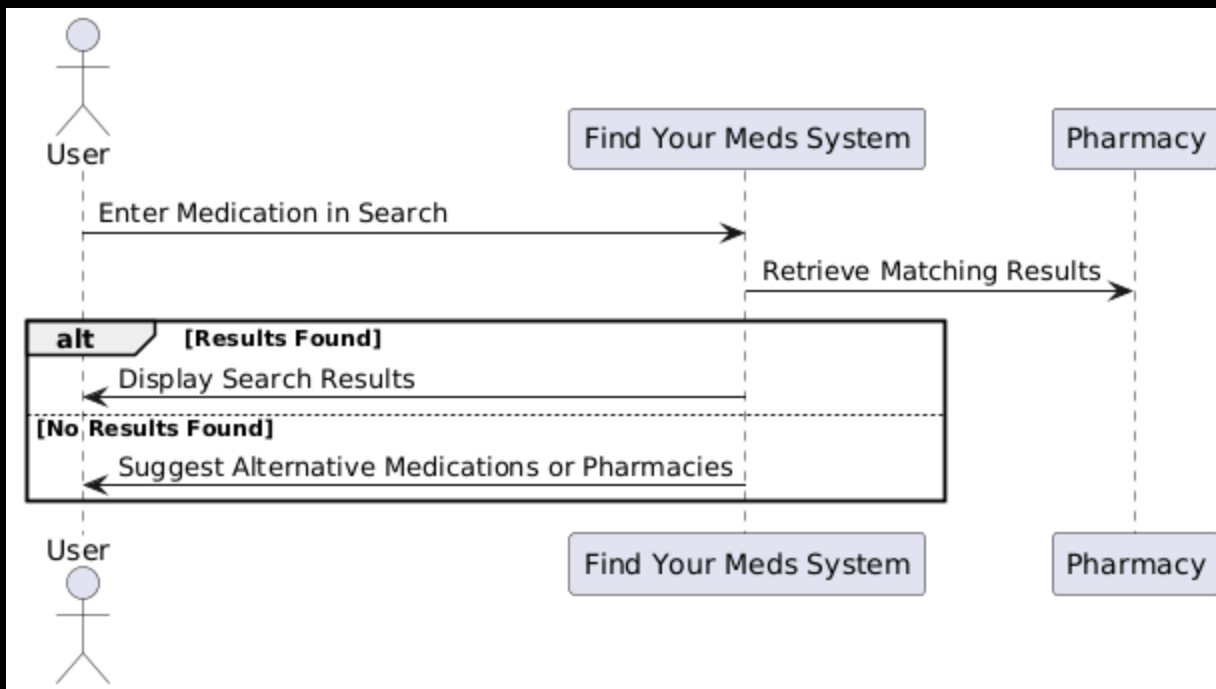 User
Find Your Meds System
Pharmacy
Enter Medication in Search
Retrieve Matching Results
alt
[Results Found]
Display Search Results
[No Results Found]
Suggest Alternative Medications or Pharmacies
User
Find Your Meds System
Pharmacy